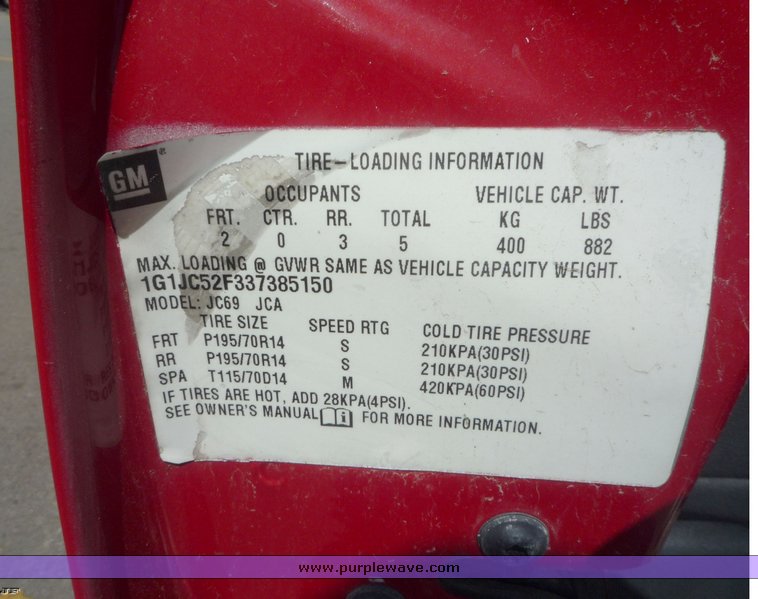 GM
TIRE-LOADING INFORMATION
OCCUPANTS VEHICLE CAP. WT.
FRT. CTR. RR. TOTAL KG LBS
2 0 3 5 400 882
MAX. LOADING @ GVWR SAME AS VEHICLE CAPACITY WEIGHT.
1G1JC52F337385150
MODEL: JC69 JCA
TIRE SIZE SPEED RTG COLD TIRE PRESSURE
FRT P195/70R14 S 210KPA(30PSI)
RR P195/70R14 S 210KPA(30PSI)
SPA T115/70D14 M 420KPA(60PSI)
IF TIRES ARE HOT, ADD 28KPA(4PSI).
SEE OWNER'S MANUAL i FOR MORE INFORMATION.
www.purplewave.com